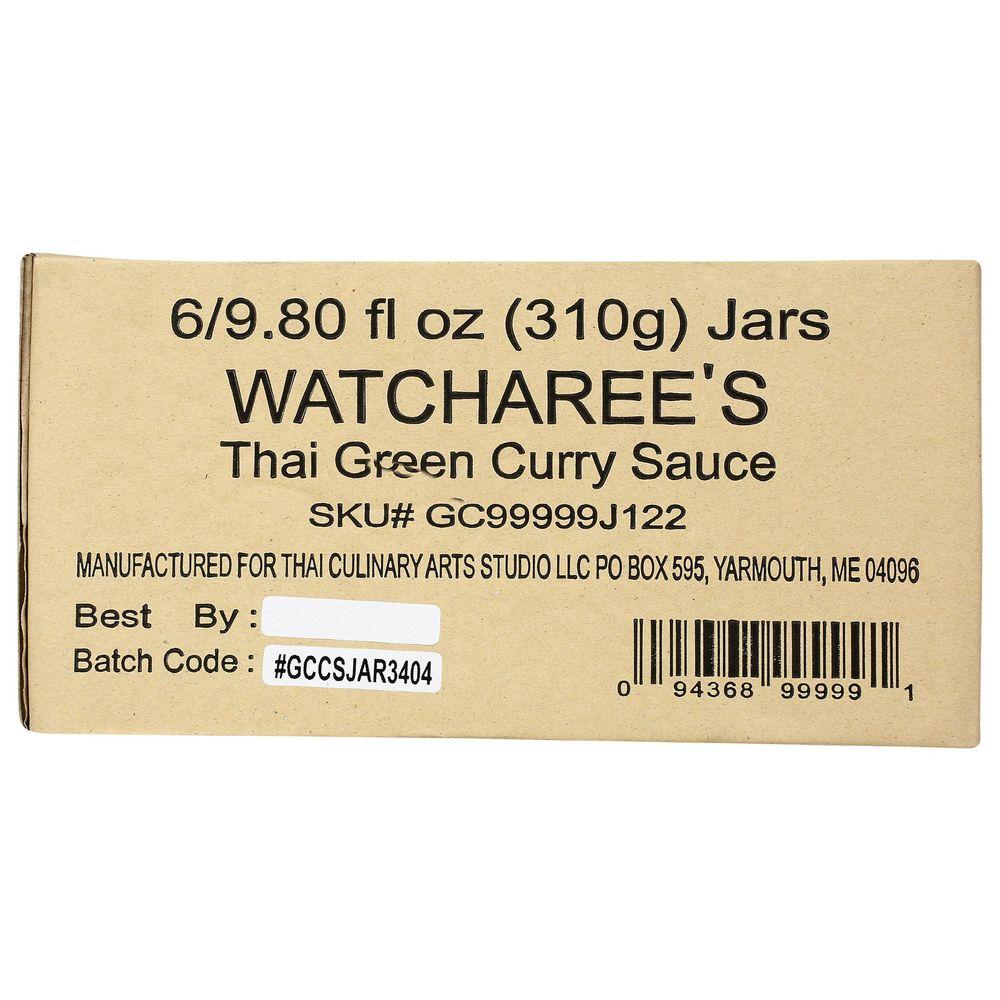 6/9.80 fl oz (310g) Jars
WATCHAREE'S
Thai Green Curry Sauce
SKU# GC99999J122
MANUFACTURED FOR THAI CULINARY ARTS STUDIO LLC PO BOX 595, YARMOUTH, ME 04096
Best By :
Batch Code : #GCCSJAR3404
0 94368 99999 1